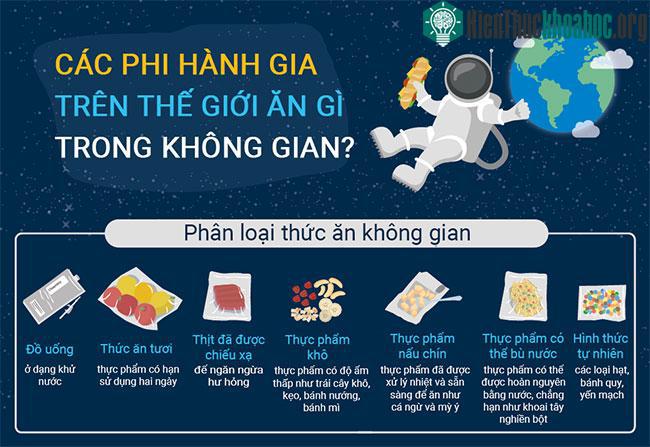 KienThuckhoahoc.org
CÁC PHI HÀNH GIA
TRÊN THẾ GIỚI ĂN GÌ
TRONG KHÔNG GIAN?
Phân loại thức ăn không gian
Đồ uống
ở dạng khử
nước
Thức ăn tươi
thực phẩm có hạn
sử dụng hai ngày
Thịt đã được
chiếu xạ
để ngăn ngừa
hư hỏng
Thực phẩm
khô
thực phẩm có độ ẩm
thấp như trái cây khô,
kẹo, bánh nướng,
bánh mì
Thực phẩm
nấu chín
thực phẩm đã được
xử lý nhiệt và sẵn
sàng để ăn như
cá ngừ và mỳ ý
Thực phẩm có
thể bù nước
thực phẩm có thể
được hoàn nguyên
bằng nước, chẳng
hạn như khoai tây
nghiền bột
Hình thức
tự nhiên
các loại hạt,
bánh quy,
yến mạch